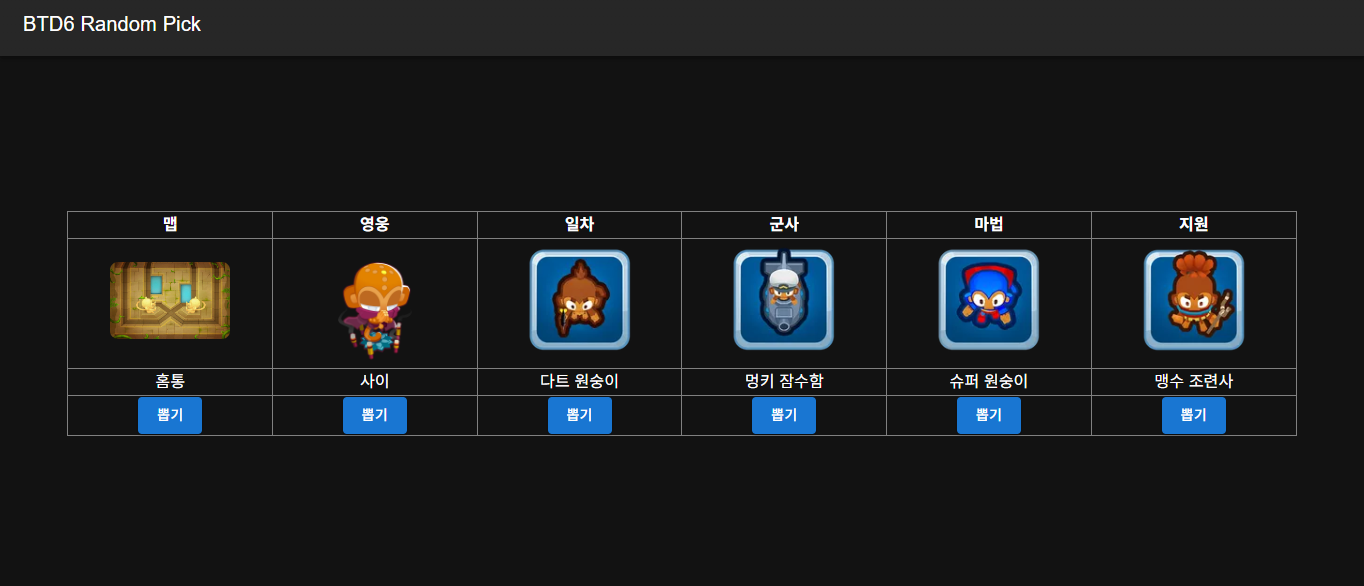 BTD6 Random Pick
맵 영웅 일차 군사 마법 지원
홈통 사이 다트 원숭이 멍키 잠수함 슈퍼 원숭이 맹수 조련사
뽑기 뽑기 뽑기 뽑기 뽑기 뽑기